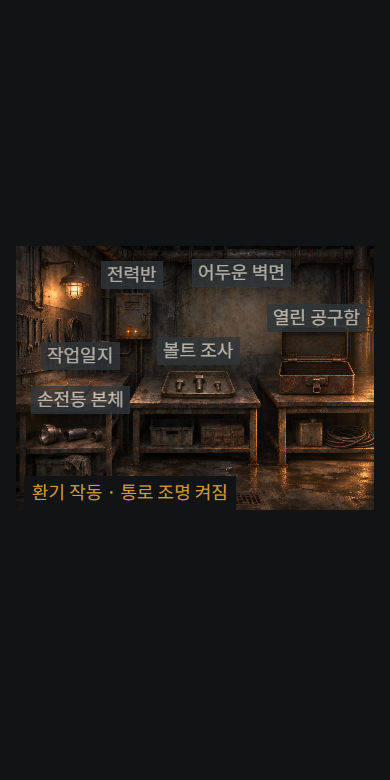 전력반
어두운 벽면
열린 공구함
볼트 조사
작업일지
손전등 본체
환기 작동 · 통로 조명 켜짐